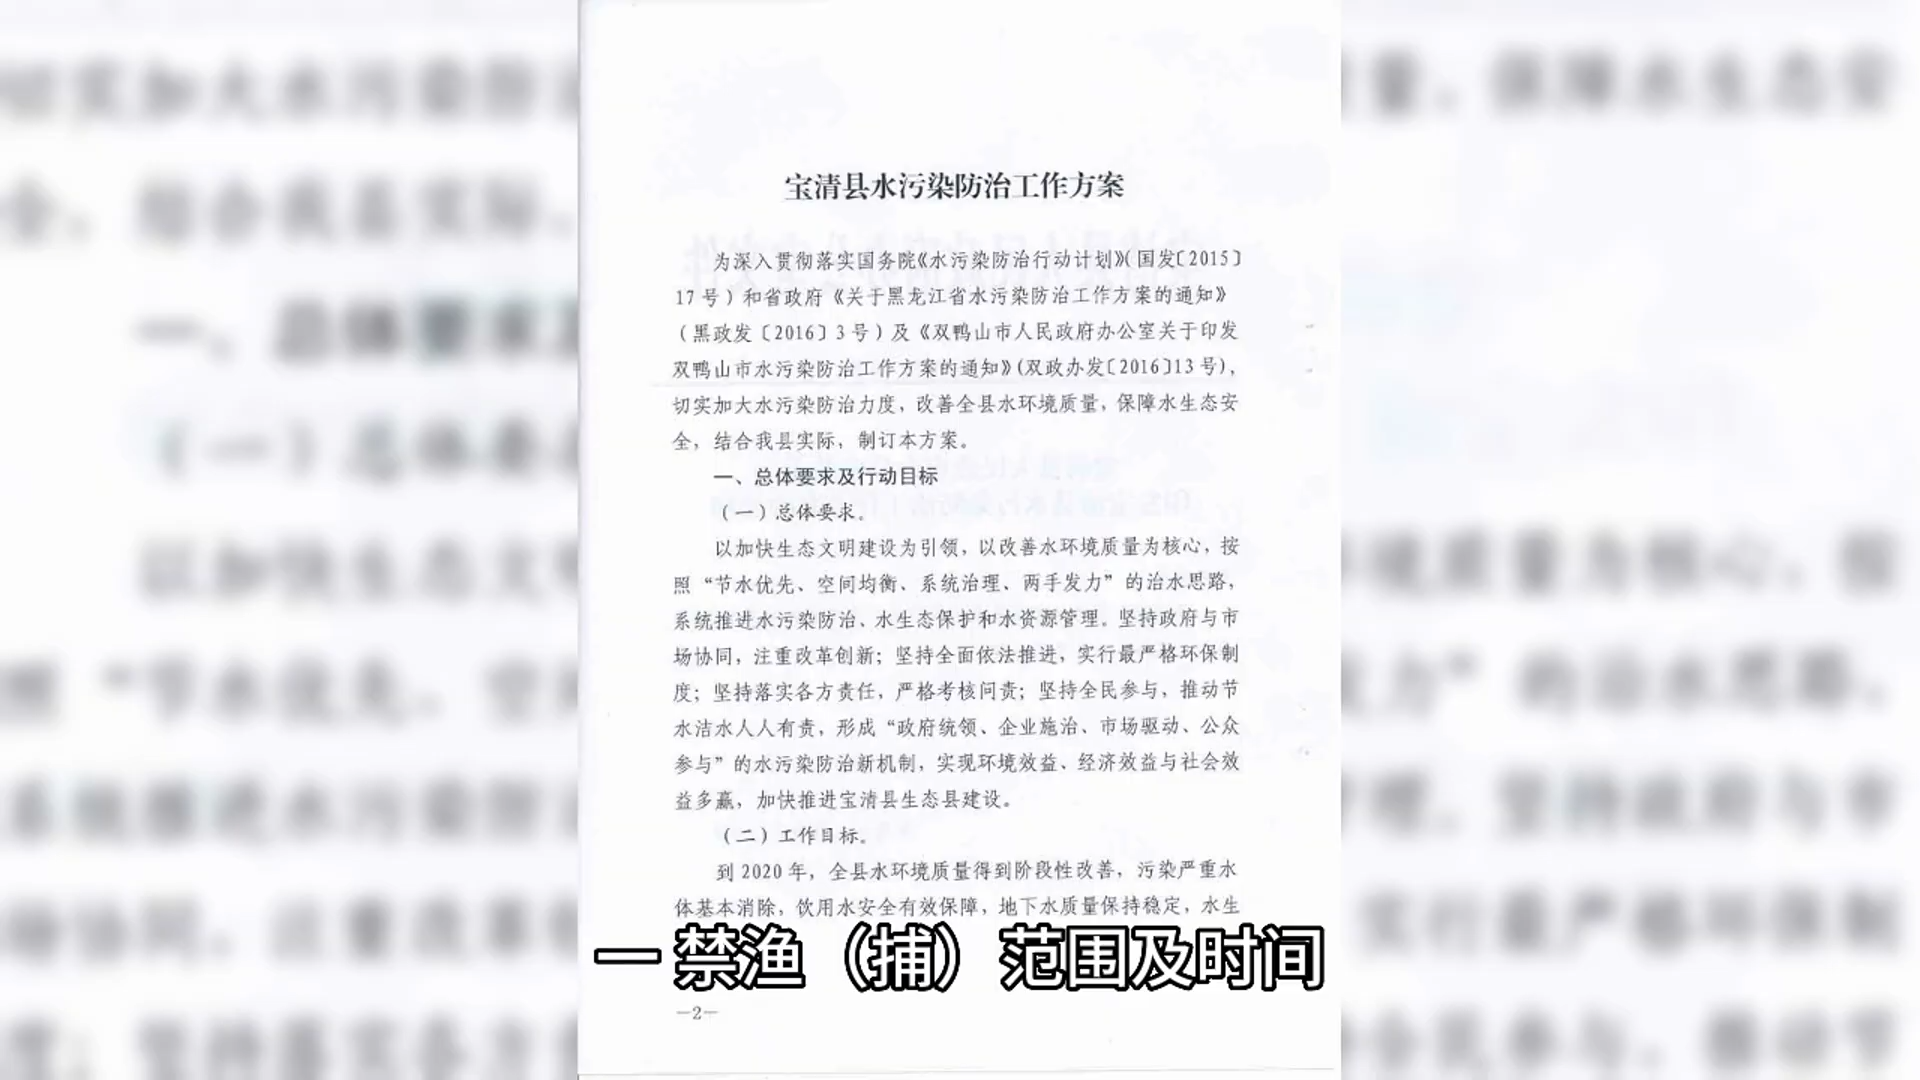 宝清县水污染防治工作方案
为深入贯彻落实国务院《水污染防治行动计划》(国发〔2015〕
17号)和省政府《关于黑龙江省水污染防治工作方案的通知》
(黑政发〔2016〕3号)及《双鸭山市人民政府办公室关于印发
双鸭山市水污染防治工作方案的通知》(双政办发〔2016〕13号),
切实加大水污染防治力度，改善全县水环境质量，保障水生态安
全，结合我县实际，制订本方案。
一、总体要求及行动目标
（一）总体要求。
以加快生态文明建设为引领，以改善水环境质量为核心，按
照“节水优先、空间均衡、系统治理、两手发力”的治水思路，
系统推进水污染防治、水生态保护和水资源管理。坚持政府与市
场协同，注重改革创新；坚持全面依法推进，实行最严格环保制
度；坚持落实各方责任，严格考核问责；坚持全民参与，推动节
水洁水人人有责，形成“政府统领、企业施治、市场驱动、公众
参与”的水污染防治新机制，实现环境效益、经济效益与社会效
益多赢，加快推进宝清县生态县建设。
（二）工作目标。
到2020年，全县水环境质量得到阶段性改善，污染严重水
体基本消除，饮用水安全有效保障，地下水质量保持稳定，水生
一 禁渔（捕）范围及时间
—2—